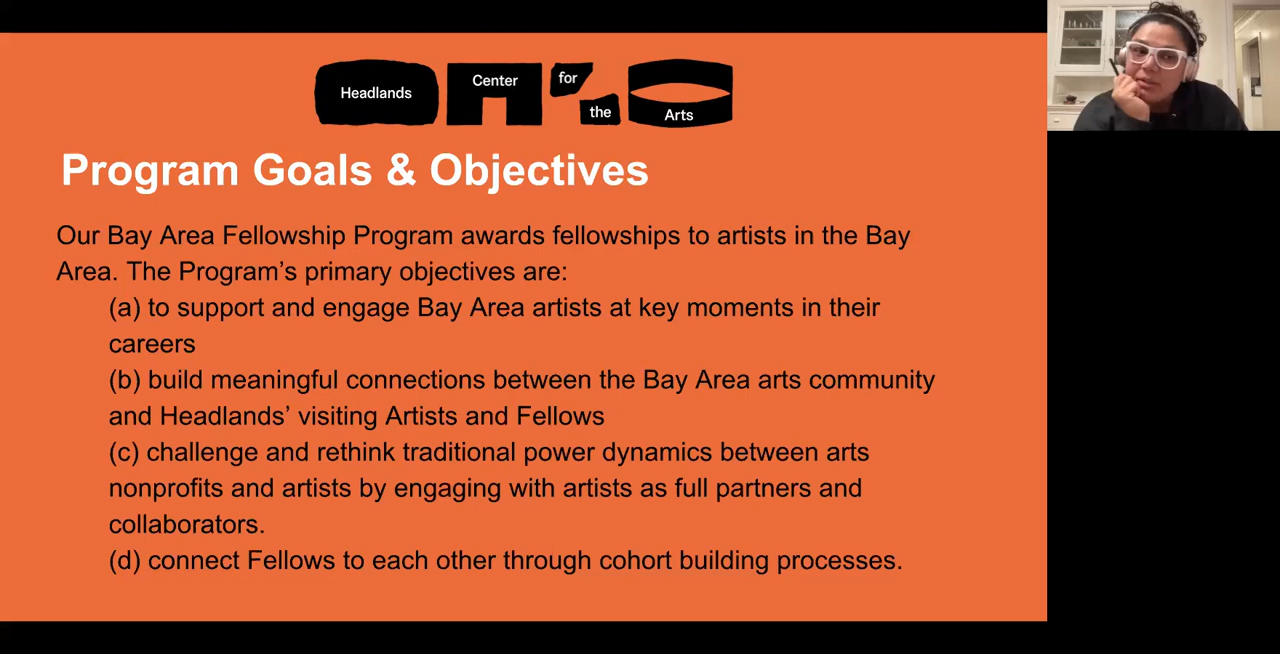 Headlands Center for the Arts
Program Goals & Objectives
Our Bay Area Fellowship Program awards fellowships to artists in the Bay
Area. The Program’s primary objectives are:
(a) to support and engage Bay Area artists at key moments in their
careers
(b) build meaningful connections between the Bay Area arts community
and Headlands’ visiting Artists and Fellows
(c) challenge and rethink traditional power dynamics between arts
nonprofits and artists by engaging with artists as full partners and
collaborators.
(d) connect Fellows to each other through cohort building processes.